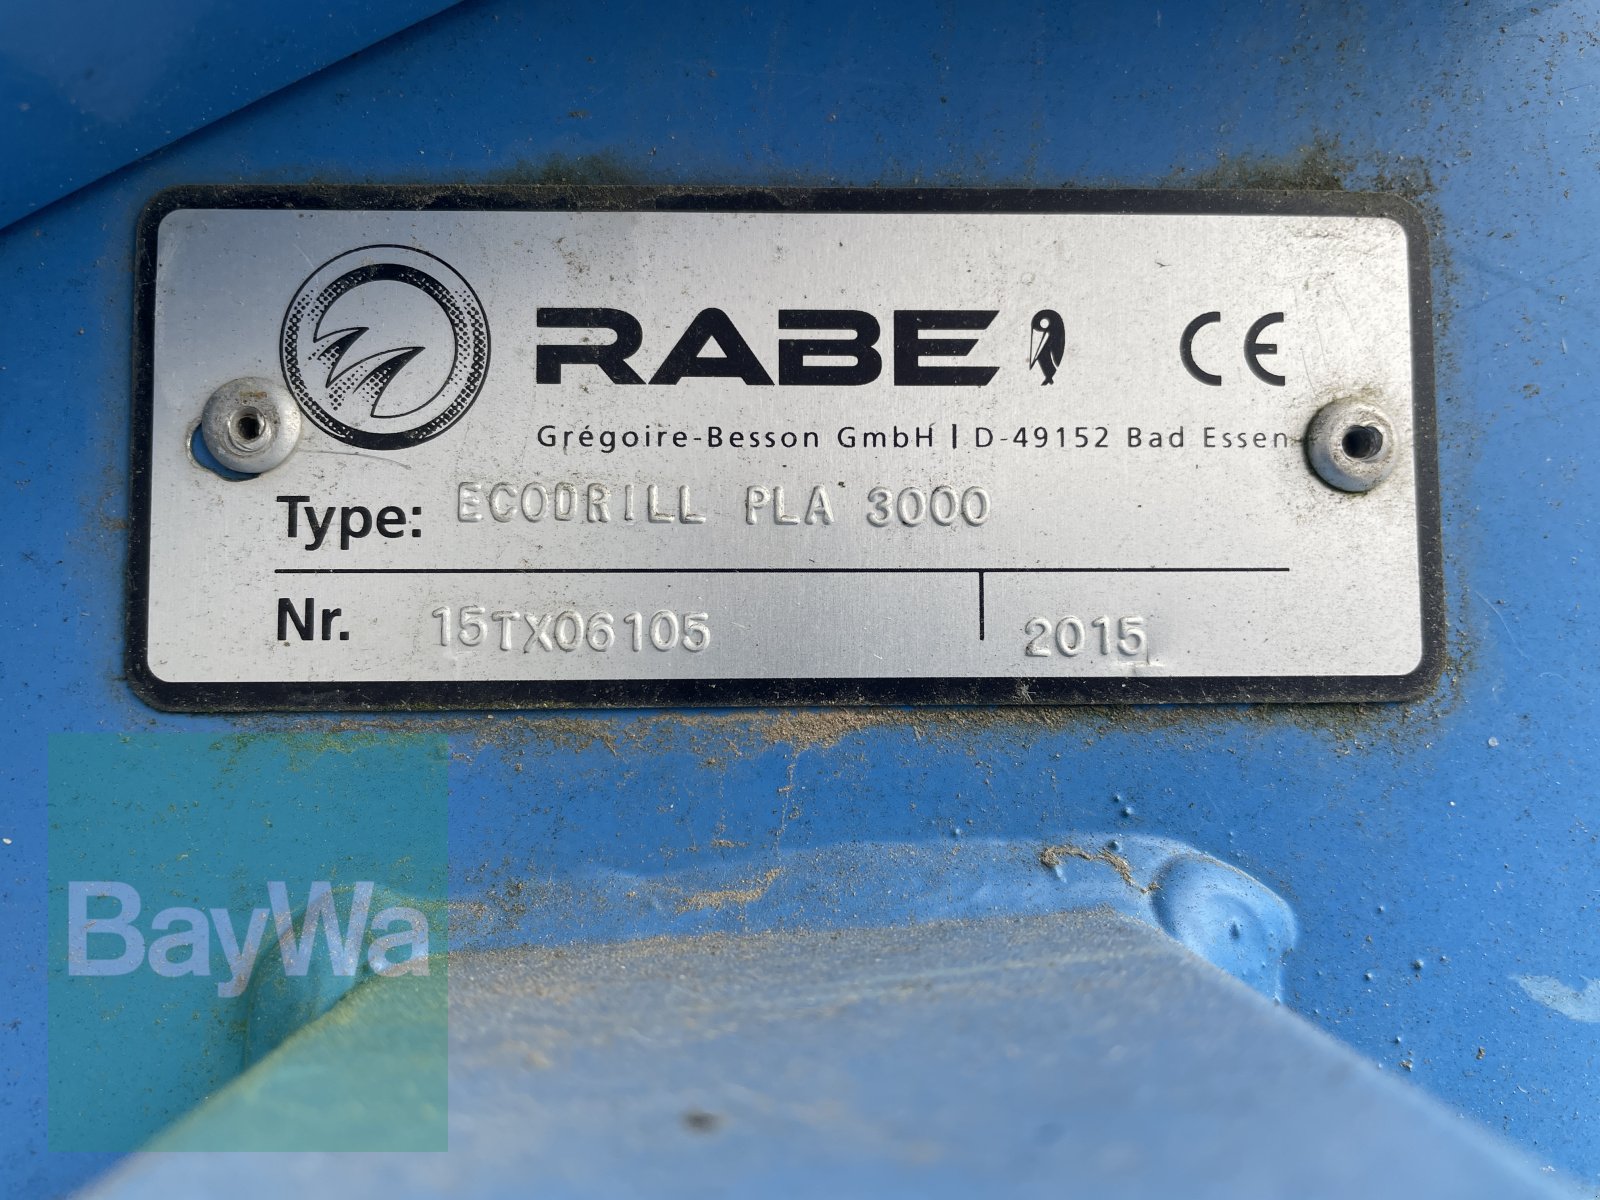 RABE CE
Grégoire-Besson GmbH | D-49152 Bad Essen
Type: ECODRILL PLA 3000
Nr. 15TX06105 2015
BayWa